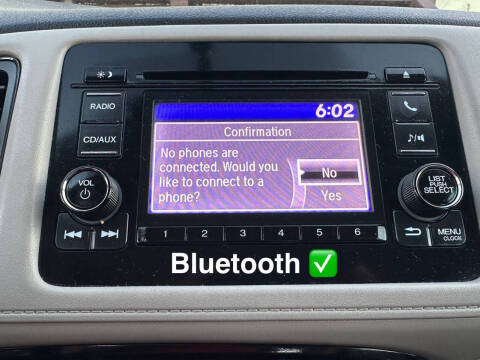 6:02
RADIO
CD/AUX
Confirmation
No phones are
connected. Would you
like to connect to a
phone?
No
Yes
VOL
LIST
PUSH
SELECT
1 2 3 4 5 6
MENU
CLOCK
Bluetooth ✅